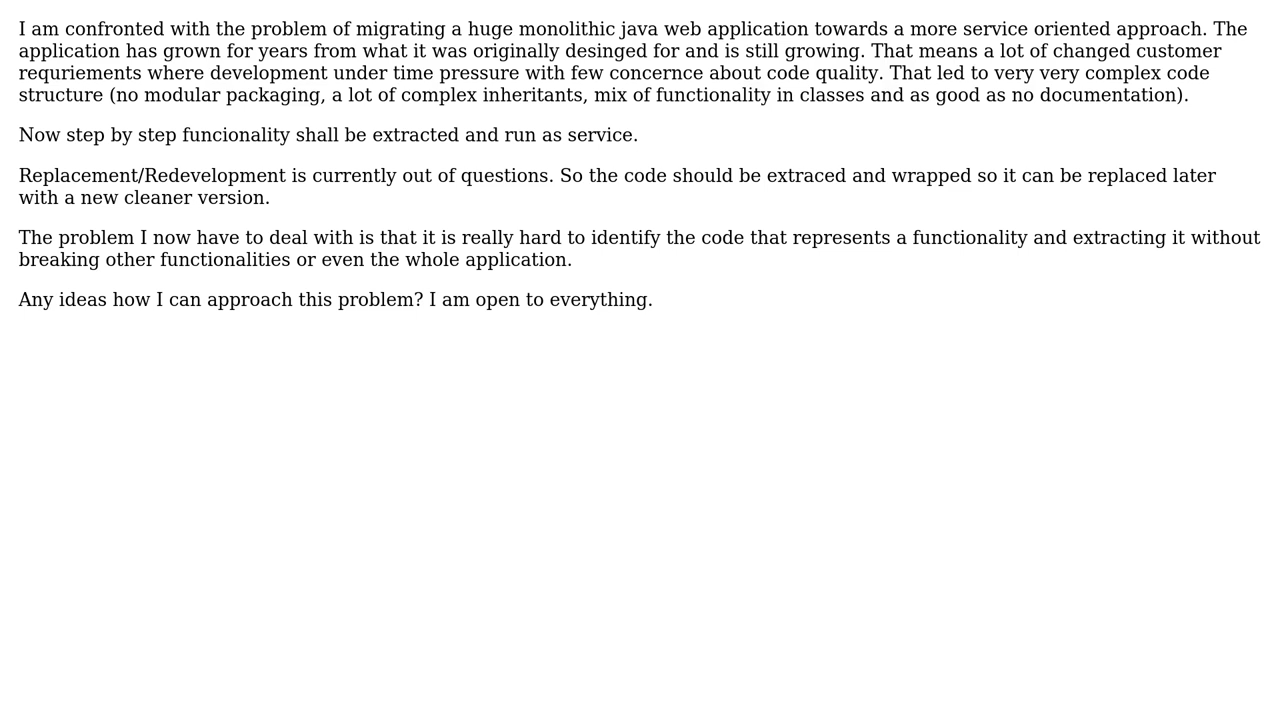 I am confronted with the problem of migrating a huge monolithic java web application towards a more service oriented approach. The
application has grown for years from what it was originally desinged for and is still growing. That means a lot of changed customer
requriements where development under time pressure with few concernce about code quality. That led to very very complex code
structure (no modular packaging, a lot of complex inheritants, mix of functionality in classes and as good as no documentation).
Now step by step funcionality shall be extracted and run as service.
Replacement/Redevelopment is currently out of questions. So the code should be extraced and wrapped so it can be replaced later
with a new cleaner version.
The problem I now have to deal with is that it is really hard to identify the code that represents a functionality and extracting it without
breaking other functionalities or even the whole application.
Any ideas how I can approach this problem? I am open to everything.